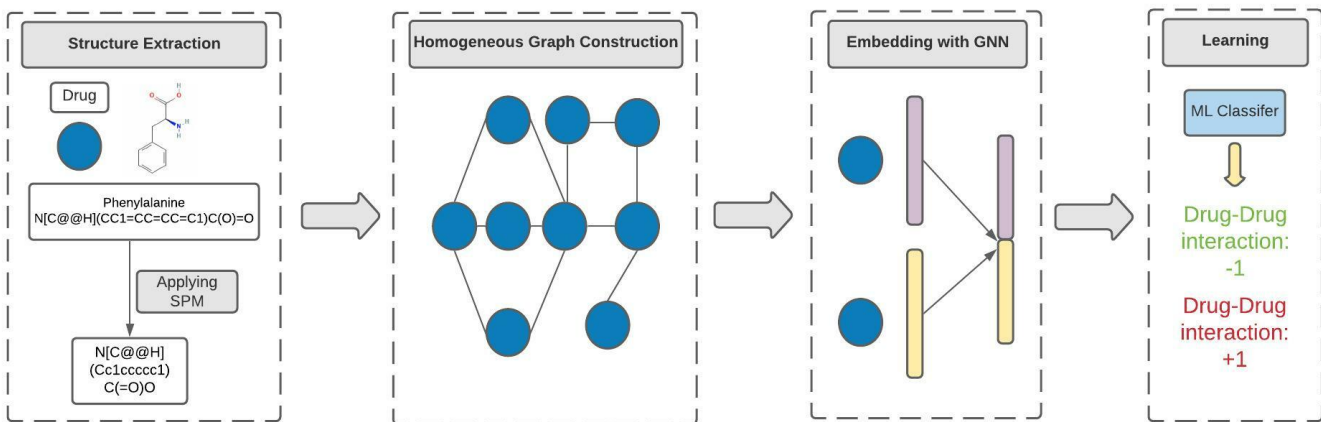 Structure Extraction
Drug
O
H
O
N
H
H
Phenylalanine
N[C@@H](CC1=CC=CC=C1)C(O)=O
Applying
SPM
N[C@@H]
(Cc1ccccc1)
C(=O)O
Homogeneous Graph Construction
Embedding with GNN
Learning
ML Classifer
Drug-Drug
interaction:
-1
Drug-Drug
interaction:
+1